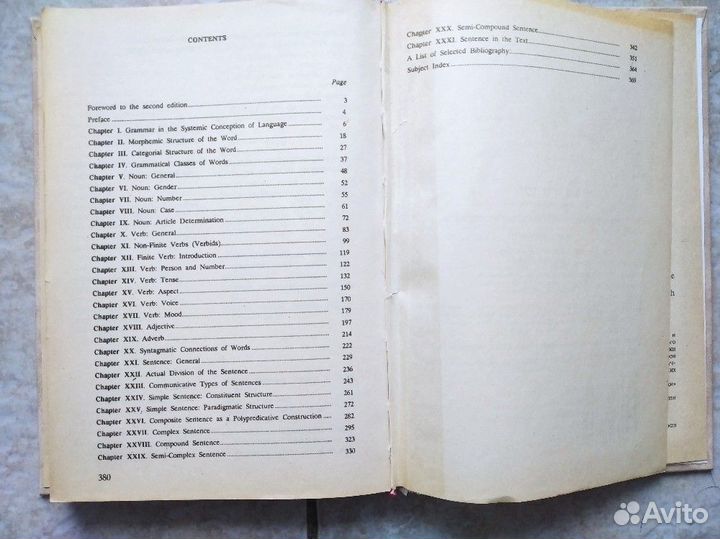 CONTENTS
Page
Foreword to the second edition 3
Preface 4
Chapter I. Grammar in the Systemic Conception of Language 6
Chapter II. Morphemic Structure of the Word 18
Chapter III. Categorial Structure of the Word 27
Chapter IV. Grammatical Classes of Words 37
Chapter V. Noun: General 48
Chapter VI. Noun: Gender 52
Chapter VII. Noun: Number 55
Chapter VIII. Noun: Case 61
Chapter IX. Noun: Article Determination 72
Chapter X. Verb: General 83
Chapter XI. Non-Finite Verbs (Verbids) 99
Chapter XII. Finite Verb: Introduction 119
Chapter XIII. Verb: Person and Number 122
Chapter XIV. Verb: Tense 132
Chapter XV. Verb: Aspect 150
Chapter XVI. Verb: Voice 170
Chapter XVII. Verb: Mood 179
Chapter XVIII. Adjective 197
Chapter XIX. Adverb 214
Chapter XX. Syntagmatic Connections of Words 222
Chapter XXI. Sentence: General 229
Chapter XXII. Actual Division of the Sentence 236
Chapter XXIII. Communicative Types of Sentences 243
Chapter XXIV. Simple Sentence: Constituent Structure 261
Chapter XXV. Simple Sentence: Paradigmatic Structure 272
Chapter XXVI. Composite Sentence as a Polypredicative Construction 282
Chapter XXVII. Complex Sentence 295
Chapter XXVIII. Compound Sentence 323
Chapter XXIX. Semi-Complex Sentence 330
380
Chapter XXX. Semi-Compound Sentence 342
Chapter XXXI. Sentence in the Text 351
A List of Selected Bibliography 364
Subject Index 369
Avito